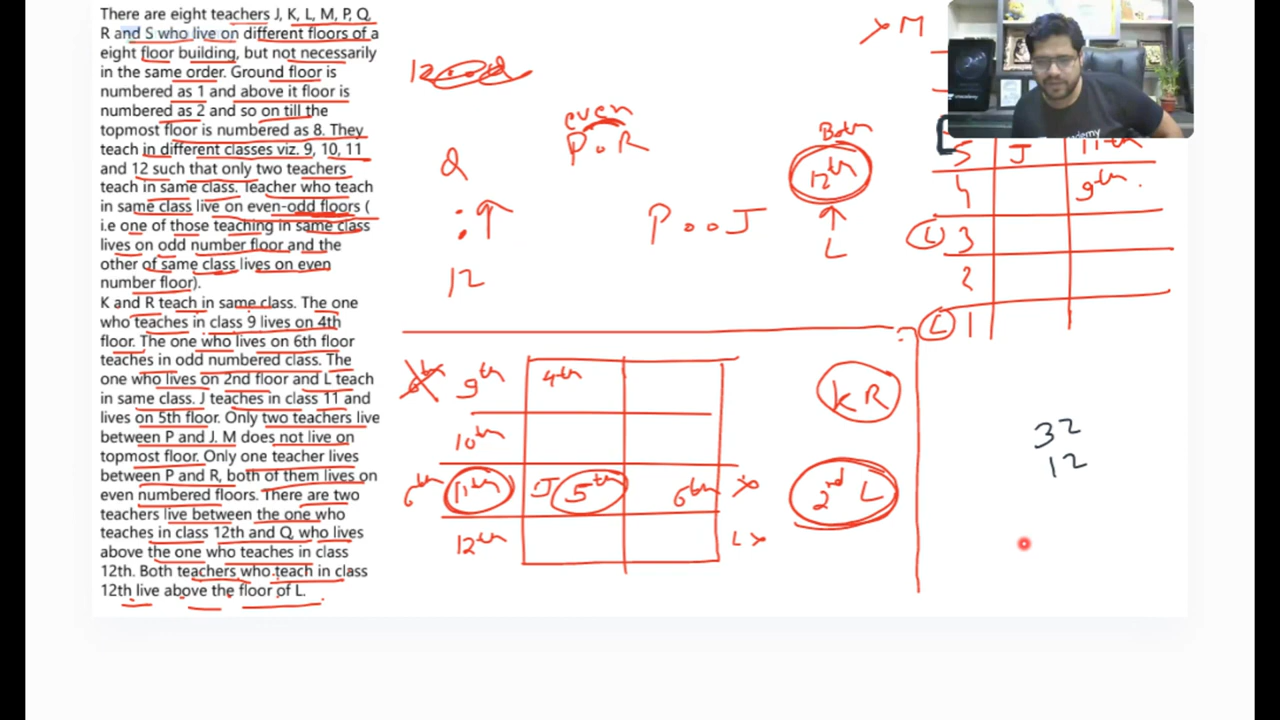 There are eight teachers J, K, L, M, P, Q,
R and S who live on different floors of a
eight floor building, but not necessarily
in the same order. Ground floor is
numbered as 1 and above it floor is
numbered as 2 and so on till the
topmost floor is numbered as 8. They
teach in different classes viz. 9, 10, 11
and 12 such that only two teachers
teach in same class. Teacher who teach
in same class live on even-odd floors (
i.e one of those teaching in same class
lives on odd number floor and the
other of same class lives on even
number floor).
K and R teach in same class. The one
who teaches in class 9 lives on 4th
floor. The one who lives on 6th floor
teaches in odd numbered class. The
one who lives on 2nd floor and L teach
in same class. J teaches in class 11 and
lives on 5th floor. Only two teachers live
between P and J. M does not live on
topmost floor. Only one teacher lives
between P and R, both of them lives on
even numbered floors. There are two
teachers live between the one who
teaches in class 12th and Q, who lives
above the one who teaches in class
12th. Both teachers who teach in class
12th live above the floor of L.
even
P o R
Q
:
12
P o o J
Both
12th
L
x M
5 J 11th
4 9th
L 3
2
L 1
9th 4th
10th
6th 11th J 5th 6th x
12th L x
K R
2nd L
32
12